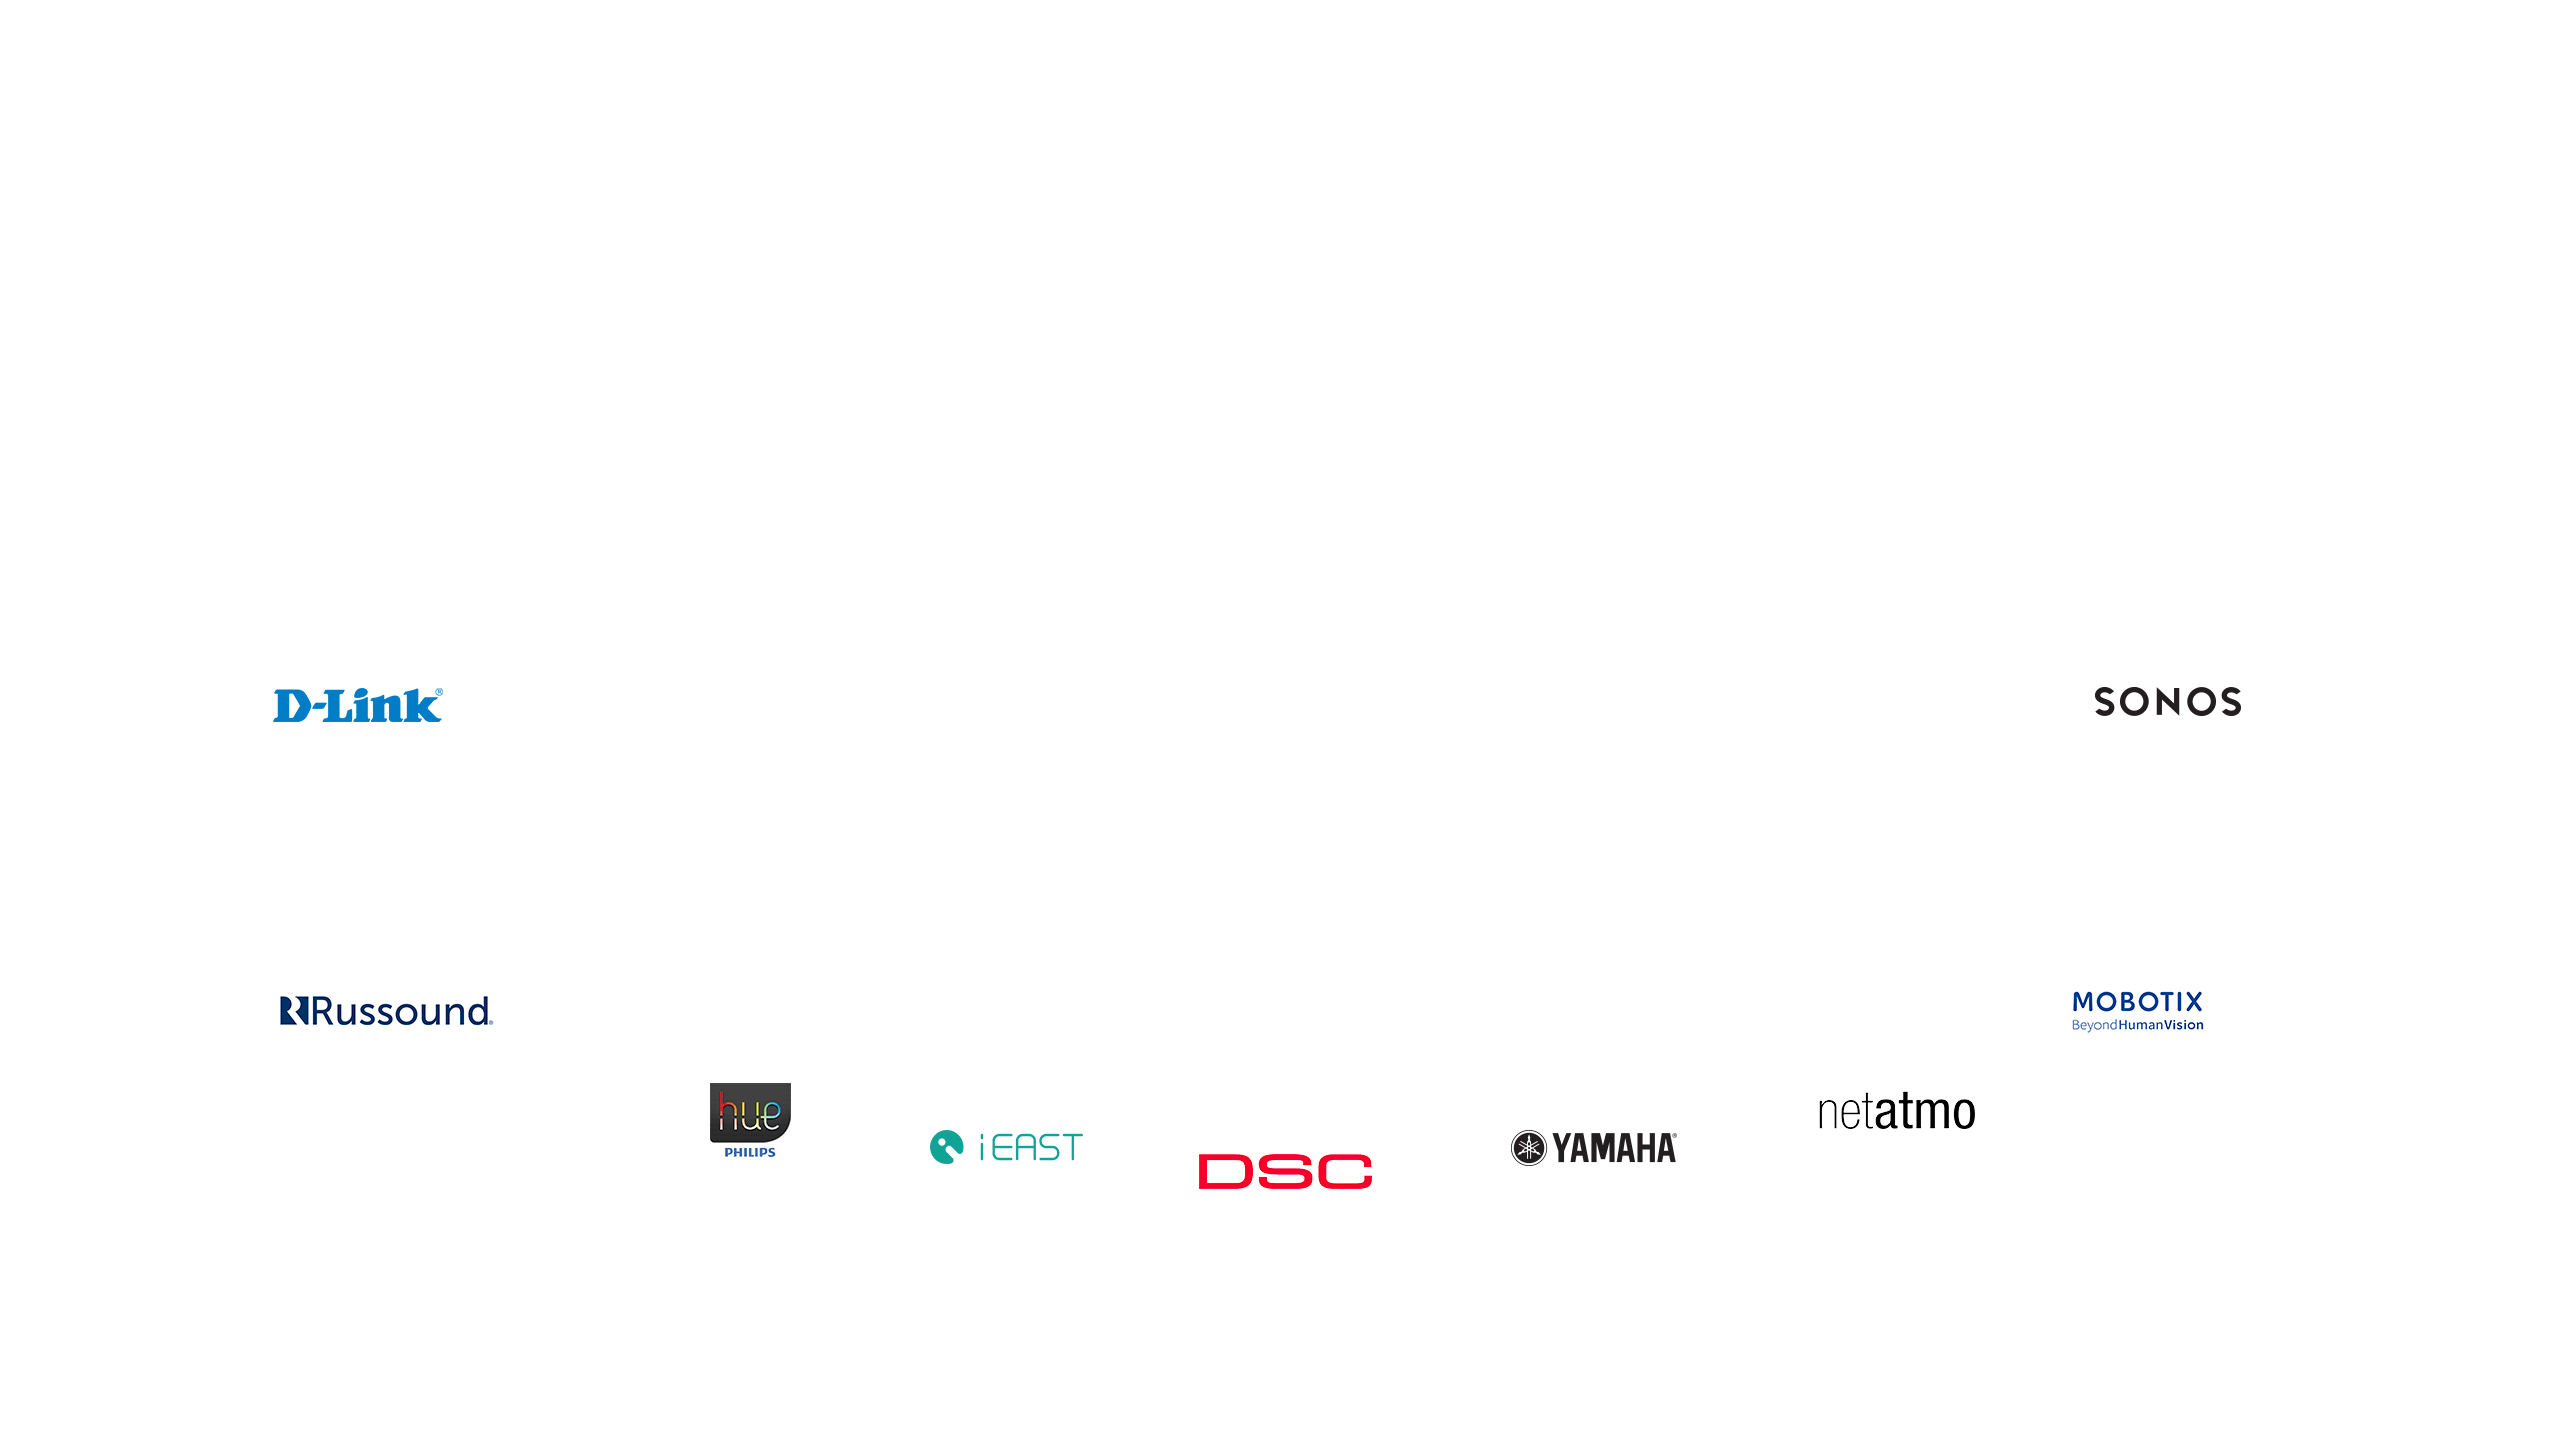 D-Link®
SONOS
Russound®
MOBOTIX
BeyondHumanVision
hue
PHILIPS
iEAST
DSC
YAMAHA®
netatmo